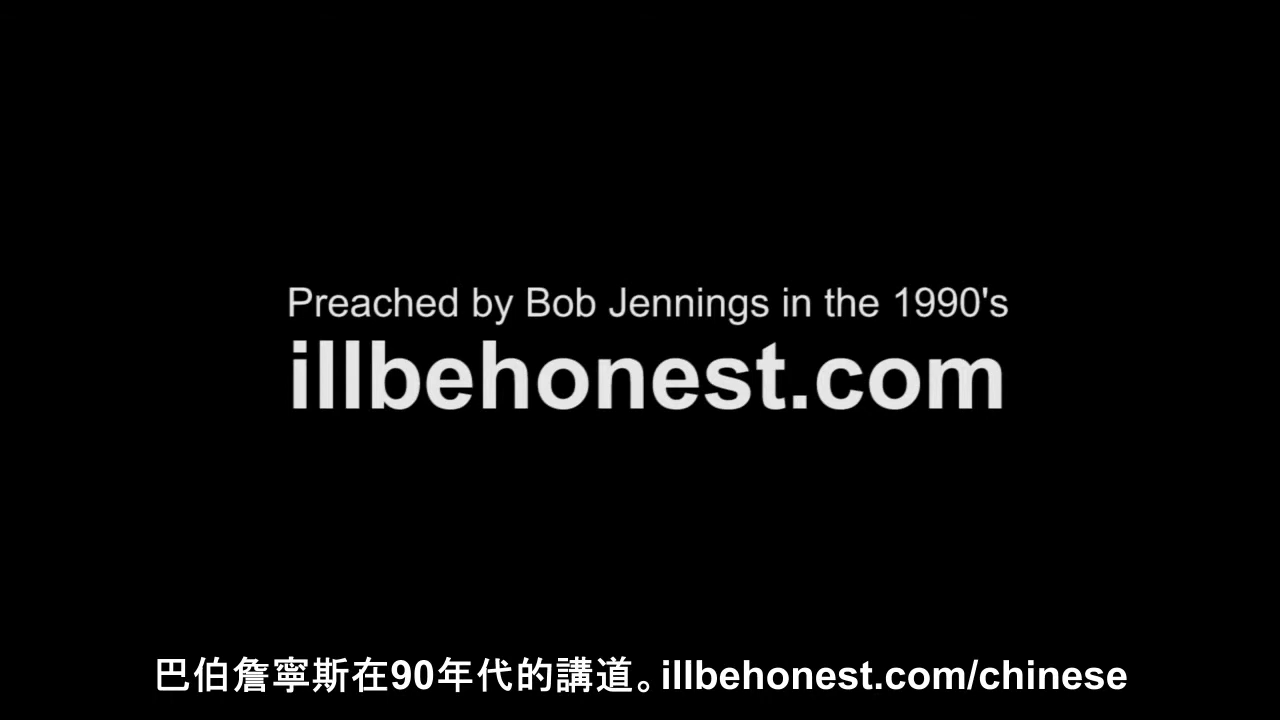 Preached by Bob Jennings in the 1990's
illbehonest.com
巴伯詹寧斯在90年代的講道。illbehonest.com/chinese